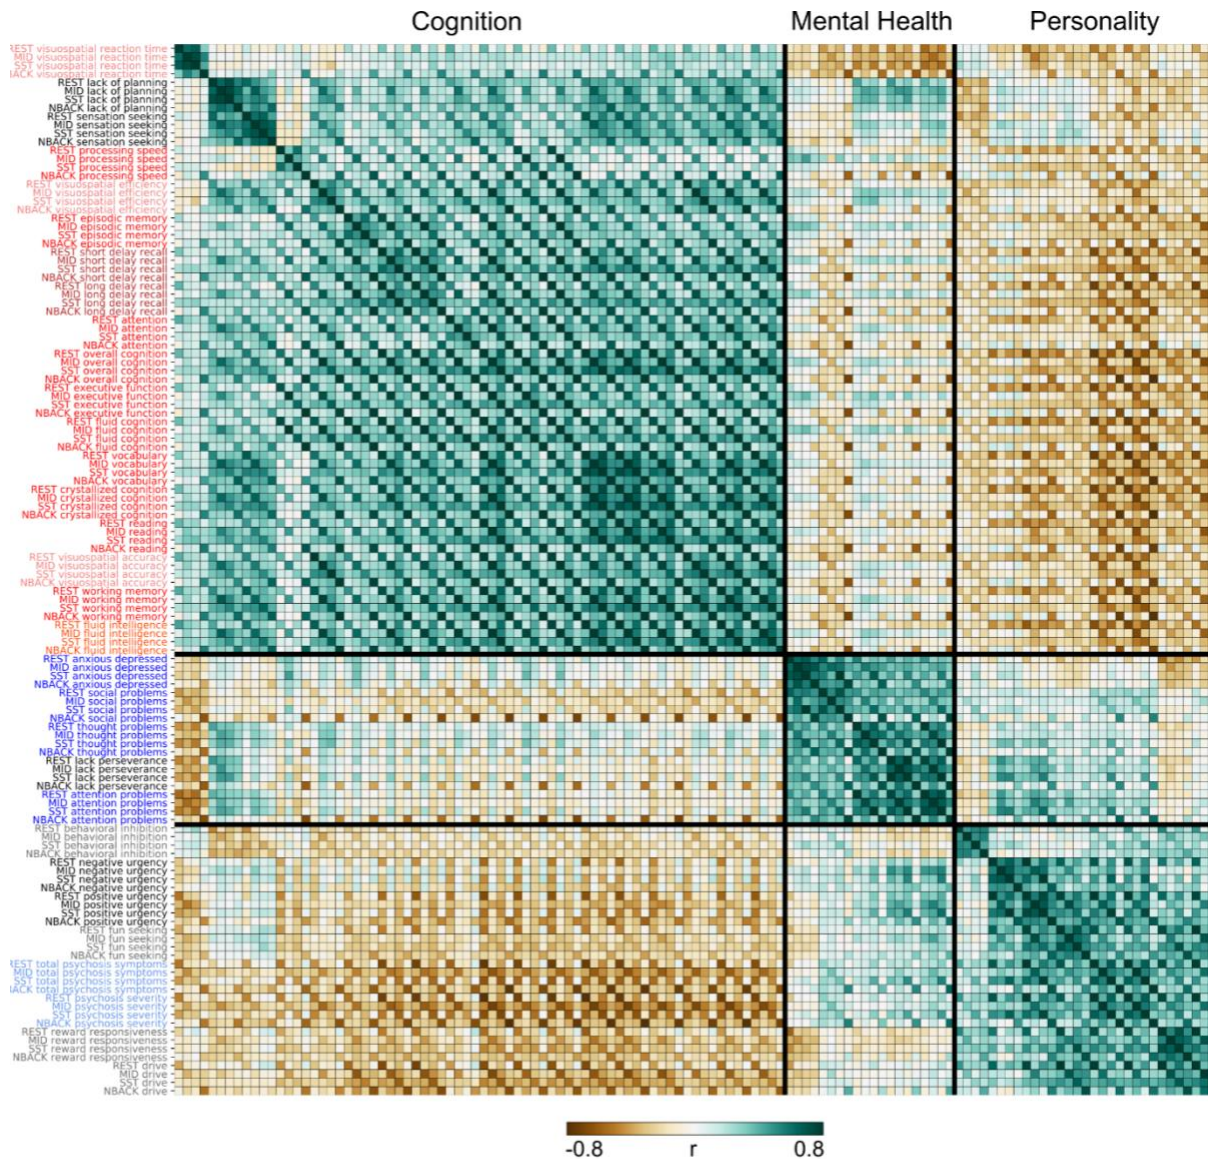 Cognition Mental Health Personality
REST visuospatial reaction time
MID visuospatial reaction time
SST visuospatial reaction time
BACK visuospatial reaction time
REST lack of planning
MID lack of planning
SST lack of planning
NBACK lack of planning
REST sensation seeking
MID sensation seeking
SST sensation seeking
NBACK sensation seeking
REST processing speed
MID processing speed
SST processing speed
NBACK processing speed
REST visuospatial efficiency
MID visuospatial efficiency
SST visuospatial efficiency
NBACK visuospatial efficiency
REST episodic memory
MID episodic memory
SST episodic memory
NBACK episodic memory
REST short delay recall
MID short delay recall
SST short delay recall
NBACK short delay recall
REST long delay recall
MID long delay recall
SST long delay recall
NBACK long delay recall
REST attention
MID attention
SST attention
NBACK attention
REST overall cognition
MID overall cognition
SST overall cognition
NBACK overall cognition
REST executive function
MID executive function
SST executive function
NBACK executive function
REST fluid cognition
MID fluid cognition
SST fluid cognition
NBACK fluid cognition
REST vocabulary
MID vocabulary
SST vocabulary
NBACK vocabulary
REST crystallized cognition
MID crystallized cognition
SST crystallized cognition
NBACK crystallized cognition
REST reading
MID reading
SST reading
NBACK reading
REST visuospatial accuracy
MID visuospatial accuracy
SST visuospatial accuracy
NBACK visuospatial accuracy
REST working memory
MID working memory
SST working memory
NBACK working memory
REST fluid intelligence
MID fluid intelligence
SST fluid intelligence
NBACK fluid intelligence
REST anxious depressed
MID anxious depressed
SST anxious depressed
NBACK anxious depressed
REST social problems
MID social problems
SST social problems
NBACK social problems
REST thought problems
MID thought problems
SST thought problems
NBACK thought problems
REST lack perseverance
MID lack perseverance
SST lack perseverance
NBACK lack perseverance
REST attention problems
MID attention problems
SST attention problems
NBACK attention problems
REST behavioral inhibition
MID behavioral inhibition
SST behavioral inhibition
NBACK behavioral inhibition
REST negative urgency
MID negative urgency
SST negative urgency
NBACK negative urgency
REST positive urgency
MID positive urgency
SST positive urgency
NBACK positive urgency
REST fun seeking
MID fun seeking
SST fun seeking
NBACK fun seeking
REST total psychosis symptoms
MID total psychosis symptoms
SST total psychosis symptoms
BACK total psychosis symptoms
REST psychosis severity
MID psychosis severity
SST psychosis severity
NBACK psychosis severity
REST reward responsiveness
MID reward responsiveness
SST reward responsiveness
NBACK reward responsiveness
REST drive
MID drive
SST drive
NBACK drive
-0.8 r 0.8